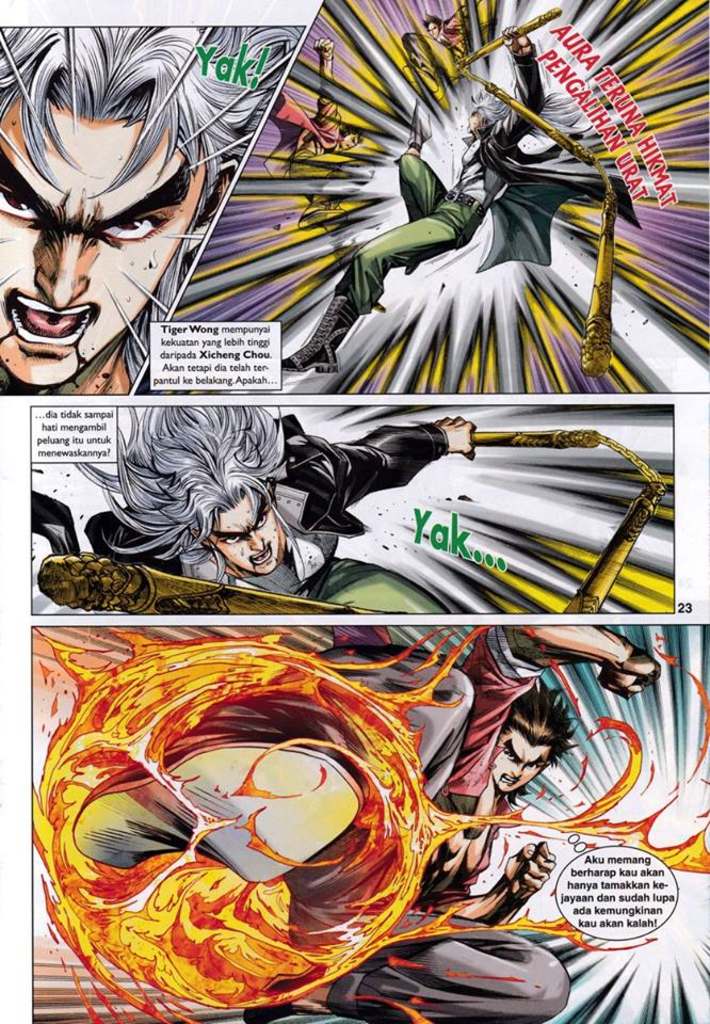 Yak!
AURA TERUNA HIKMAT
PENGALIHAN URAT
Tiger Wong mempunyai
kekuatan yang lebih tinggi
daripada Xicheng Chou.
Akan tetapi dia telah ter-
pantul ke belakang. Apakah...
...dia tidak sampai
hati mengambil
peluang itu untuk
menewaskannya?
Yak...
23
Aku memang
berharap kau akan
hanya tamakkan ke-
jayaan dan sudah lupa
ada kemungkinan
kau akan kalah!